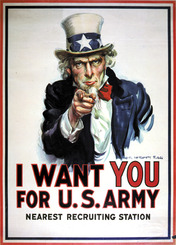 I WANT YOU
FOR U.S. ARMY
NEAREST RECRUITING STATION